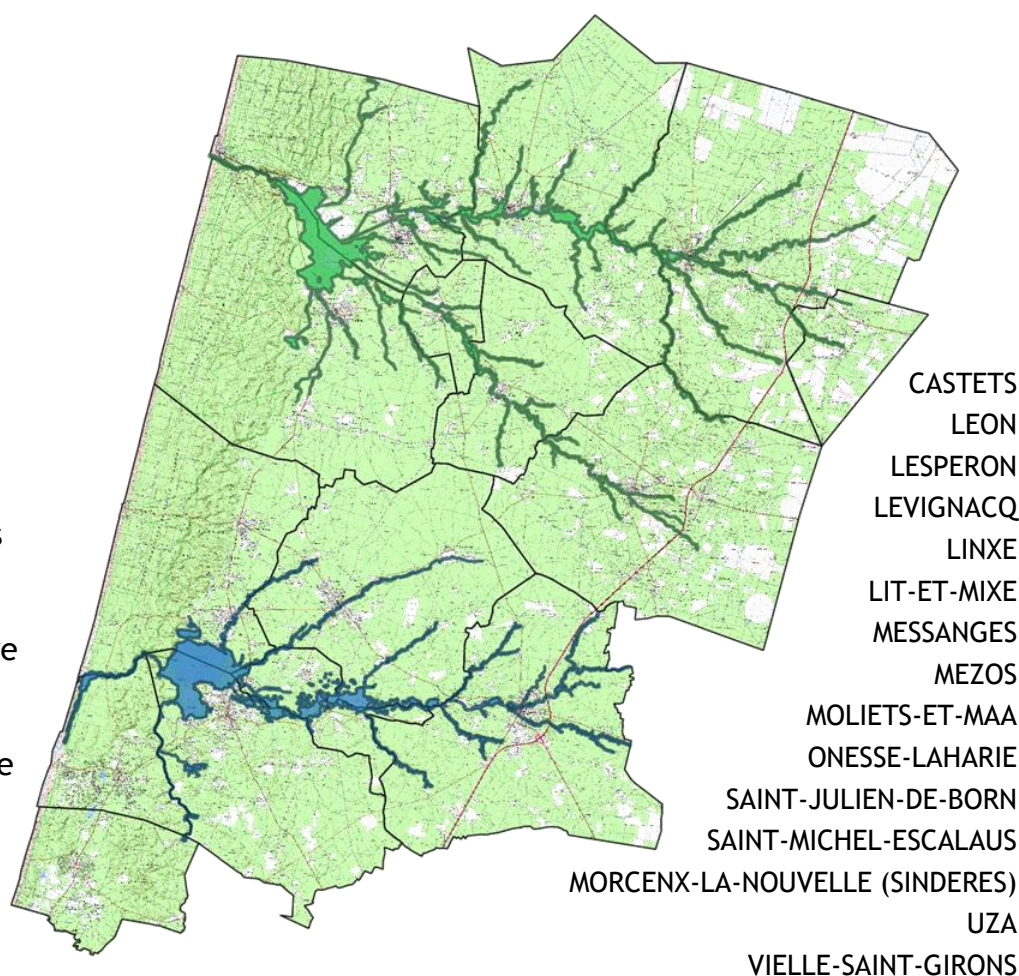 s
re
e
CASTETS
LEON
LESPERON
LEVIGNACQ
LINXE
LIT-ET-MIXE
MESSANGES
MEZOS
MOLIETS-ET-MAA
ONESSE-LAHARIE
SAINT-JULIEN-DE-BORN
SAINT-MICHEL-ESCALAUS
MORCENX-LA-NOUVELLE (SINDERES)
UZA
VIELLE-SAINT-GIRONS